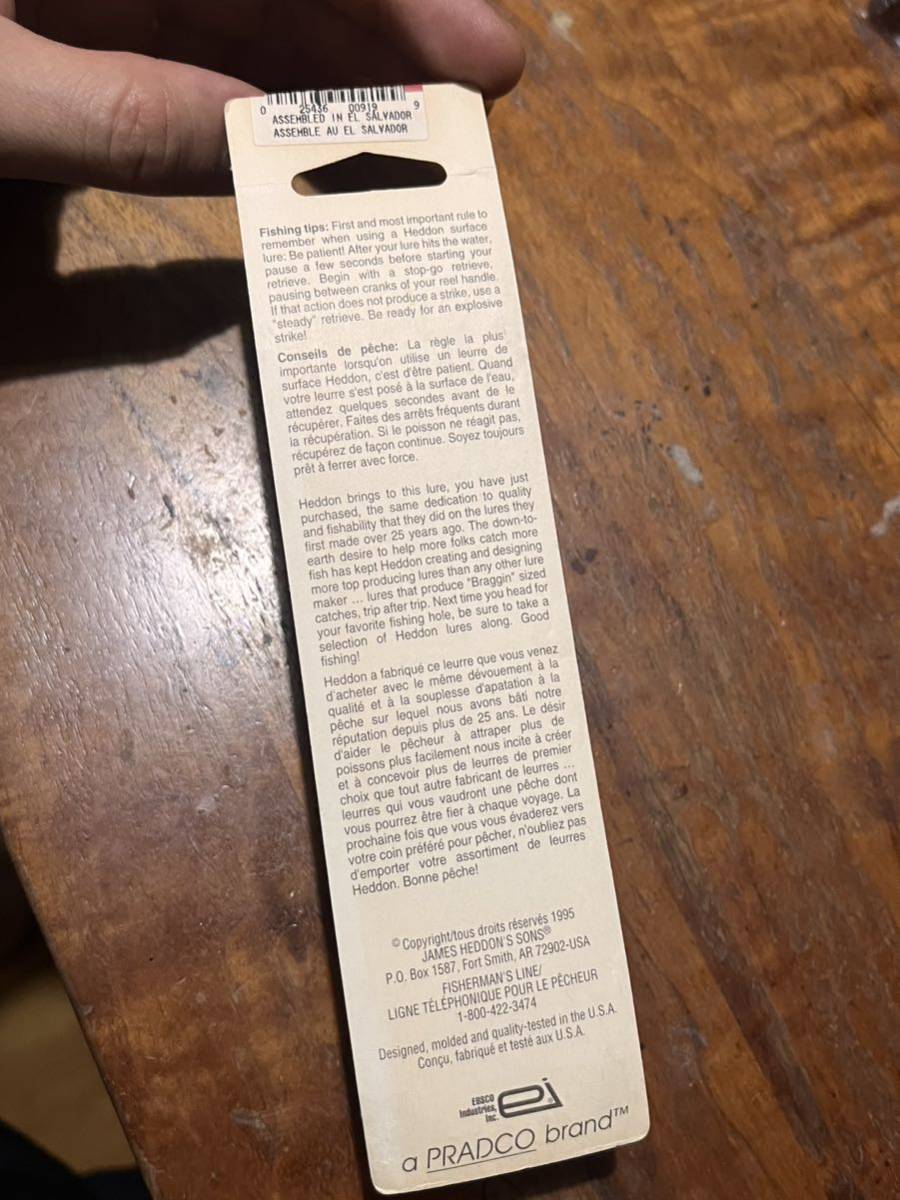 0 25436 00919 9
ASSEMBLED IN EL SALVADOR
ASSEMBLE AU EL SALVADOR
Fishing tips: First and most important rule to
remember when using a Heddon surface
lure: Be patient! After your lure hits the water,
pause a few seconds before starting your
retrieve. Begin with a stop-go retrieve,
pausing between cranks of your reel handle.
If that action does not produce a strike, use a
"steady" retrieve. Be ready for an explosive
strike!
Conseils de pêche: La règle la plus
importante lorsqu'on utilise un leurre de
surface Heddon, c'est d'être patient. Quand
votre leurre s'est posé à la surface de l'eau,
attendez quelques secondes avant de le
récupérer. Faites des arrêts fréquents durant
la récupération. Si le poisson ne réagit pas,
récupérez de façon continue. Soyez toujours
prêt à ferrer avec force.
Heddon brings to this lure, you have just
purchased, the same dedication to quality
and fishability that they did on the lures they
first made over 25 years ago. The down-to-
earth desire to help more folks catch more
fish has kept Heddon creating and designing
more top producing lures than any other lure
maker ... lures that produce "Braggin" sized
catches, trip after trip. Next time you head for
your favorite fishing hole, be sure to take a
selection of Heddon lures along. Good
fishing!
Heddon a fabriqué ce leurre que vous venez
d'acheter avec le même dévouement à la
qualité et à la souplesse d'apatation à la
pêche sur lequel nous avons bâti notre
réputation depuis plus de 25 ans. Le désir
d'aider le pêcheur à attraper plus de
poissons plus facilement nous incite à créer
et à concevoir plus de leurres de premier
choix que tout autre fabricant de leurres ...
leurres qui vous vaudront une pêche dont
vous pourrez être fier à chaque voyage. La
prochaine fois que vous vous évaderez vers
votre coin préféré pour pêcher, n'oubliez pas
d'emporter votre assortiment de leurres
Heddon. Bonne pêche!
© Copyright/tous droits réservés 1995
JAMES HEDDON'S SONS®
P.O. Box 1587, Fort Smith, AR 72902-USA
FISHERMAN'S LINE/
LIGNE TÉLÉPHONIQUE POUR LE PÊCHEUR
1-800-422-3474
Designed, molded and quality-tested in the U.S.A.
Conçu, fabriqué et testé aux U.S.A.
EBSCO
Industries,
Inc.
ei
a PRADCO brand™